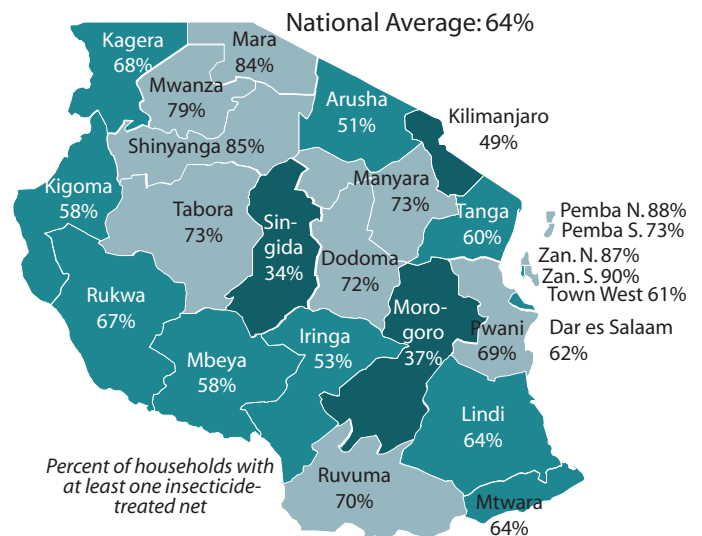 National Average: 64%
Kagera
68%
Mara
84%
Mwanza
79%
Arusha
51%
Kilimanjaro
49%
Shinyanga 85%
Kigoma
58%
Tabora
73%
Sin-
gida
34%
Manyara
73%
Tanga
60%
Pemba N. 88%
Pemba S. 73%
Zan. N. 87%
Zan. S. 90%
Town West 61%
Dodoma
72%
Rukwa
67%
Moro-
goro
37%
Pwani
69%
Dar es Salaam
62%
Iringa
53%
Mbeya
58%
Lindi
64%
Ruvuma
70%
Mtwara
64%
Percent of households with
at least one insecticide-
treated net